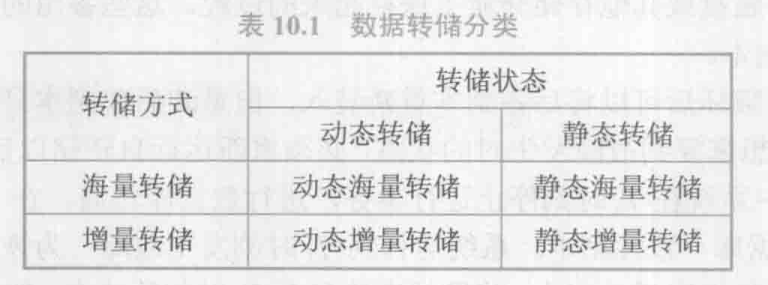 表 10.1 数据转储分类
转储方式
转储状态
动态转储 静态转储
海量转储 动态海量转储 静态海量转储
增量转储 动态增量转储 静态增量转储